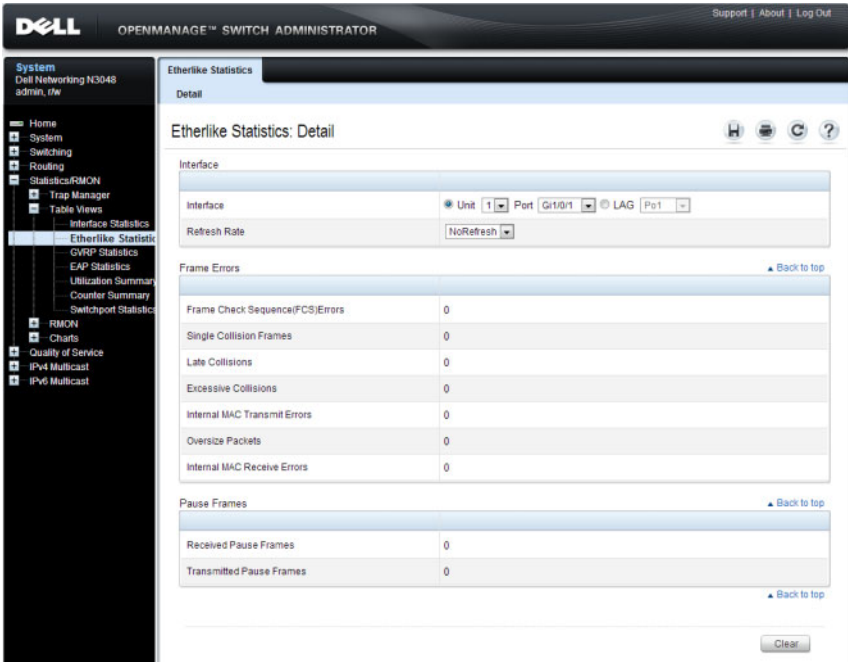 Support | About | Log Out
DELL OPENMANAGE™ SWITCH ADMINISTRATOR
System
Dell Networking N3048
admin, r/w
Home
System
Switching
Routing
Statistics/RMON
Trap Manager
Table Views
Interface Statistics
Etherlike Statistic
GVRP Statistics
EAP Statistics
Utilization Summary
Counter Summary
Switchport Statistics
RMON
Charts
Quality of Service
IPv4 Multicast
IPv6 Multicast
Etherlike Statistics
Detail
Etherlike Statistics: Detail
Interface
Interface Unit 1 Port Gi1/0/1 LAG Po1
Refresh Rate NoRefresh
Frame Errors Back to top
Frame Check Sequence(FCS)Errors 0
Single Collision Frames 0
Late Collisions 0
Excessive Collisions 0
Internal MAC Transmit Errors 0
Oversize Packets 0
Internal MAC Receive Errors 0
Pause Frames Back to top
Received Pause Frames 0
Transmitted Pause Frames 0
Back to top
Clear